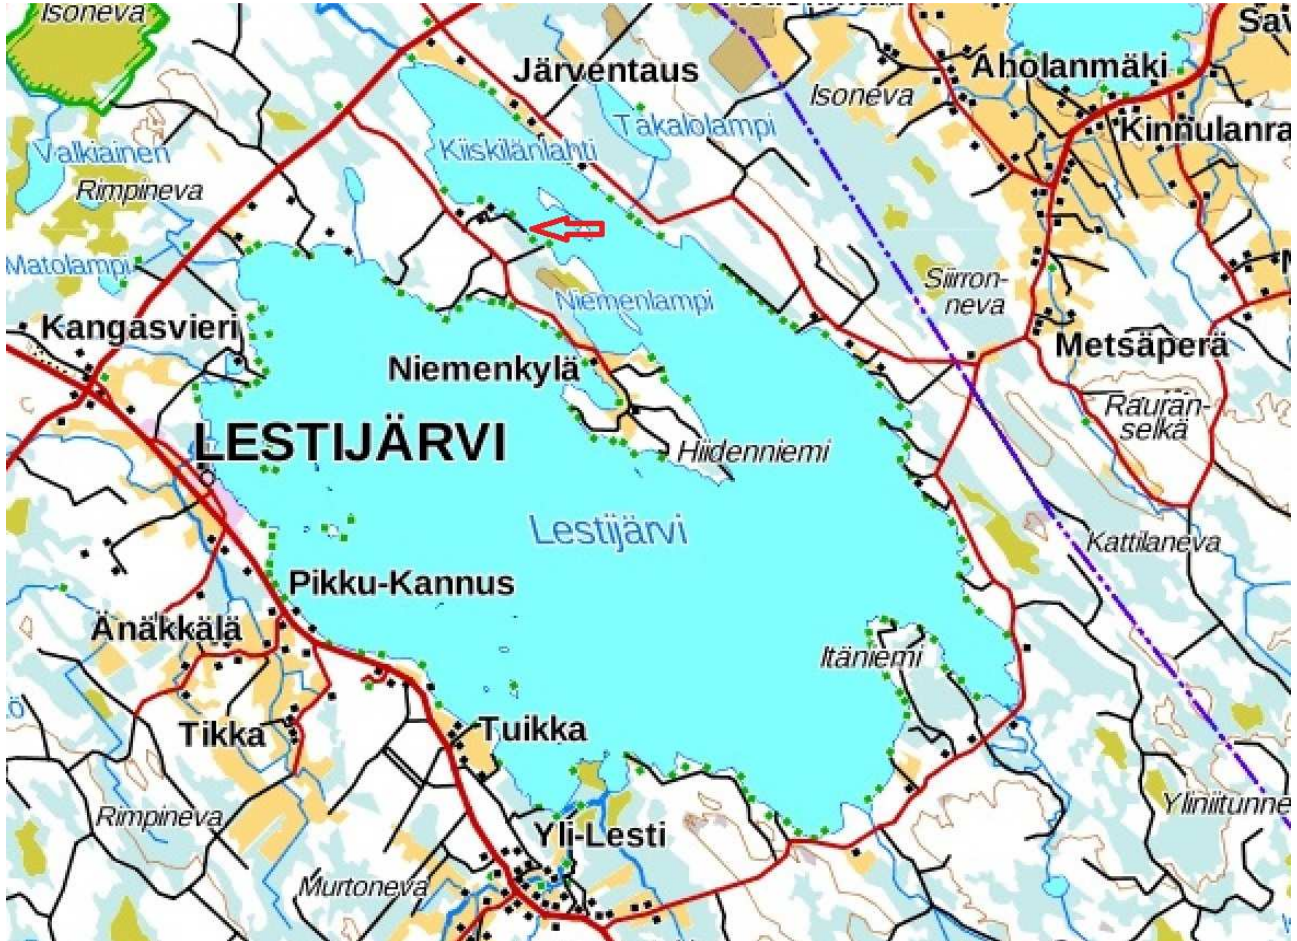 Isoneva
Järventaus
Aholanmäki
Isoneva
Takalolampi
Kinnulanra
Kiiskilänlahti
Valkiainen
Rimpineva
Matolampi
Siirron-
neva
Niemenlampi
Kangasvieri
Metsäperä
Niemenkylä
Rauran-
selkä
LESTIJÄRVI
Hiidenniemi
Lestijärvi
Kattilaneva
Pikku-Kannus
Änäkkälä
Itäniemi
Tikka
Tuikka
Rimpineva
Yliniitunne
Yli-Lesti
Murtoneva